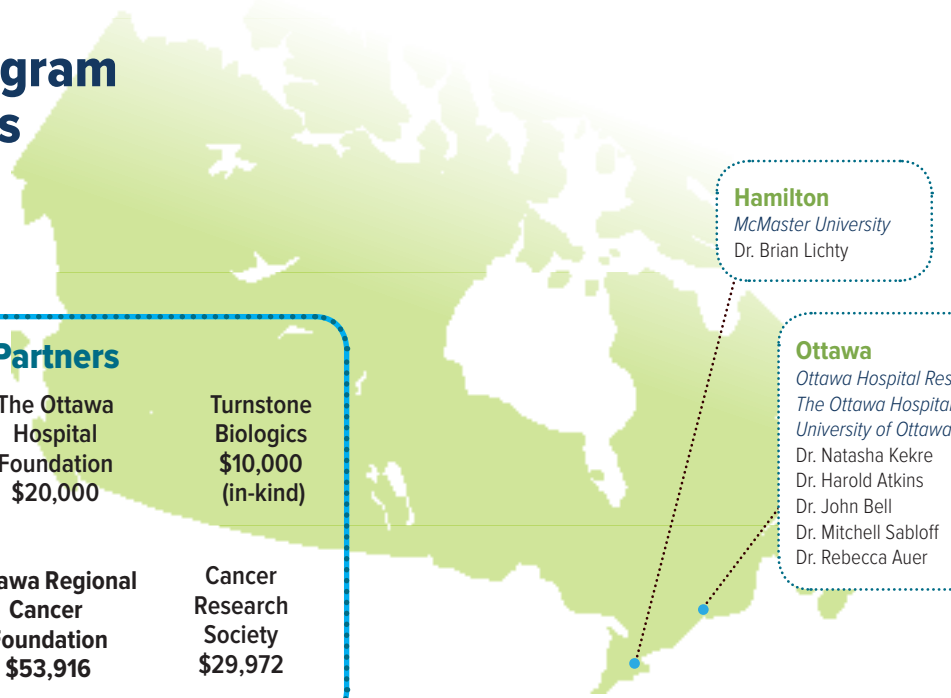 gram
s
Hamilton
McMaster University
Dr. Brian Lichty
Partners
The Ottawa
Hospital
Foundation
$20,000
Turnstone
Biologics
$10,000
(in-kind)
awa Regional
Cancer
Foundation
$53,916
Cancer
Research
Society
$29,972
Ottawa
Ottawa Hospital Res
The Ottawa Hospital
University of Ottawa
Dr. Natasha Kekre
Dr. Harold Atkins
Dr. John Bell
Dr. Mitchell Sabloff
Dr. Rebecca Auer